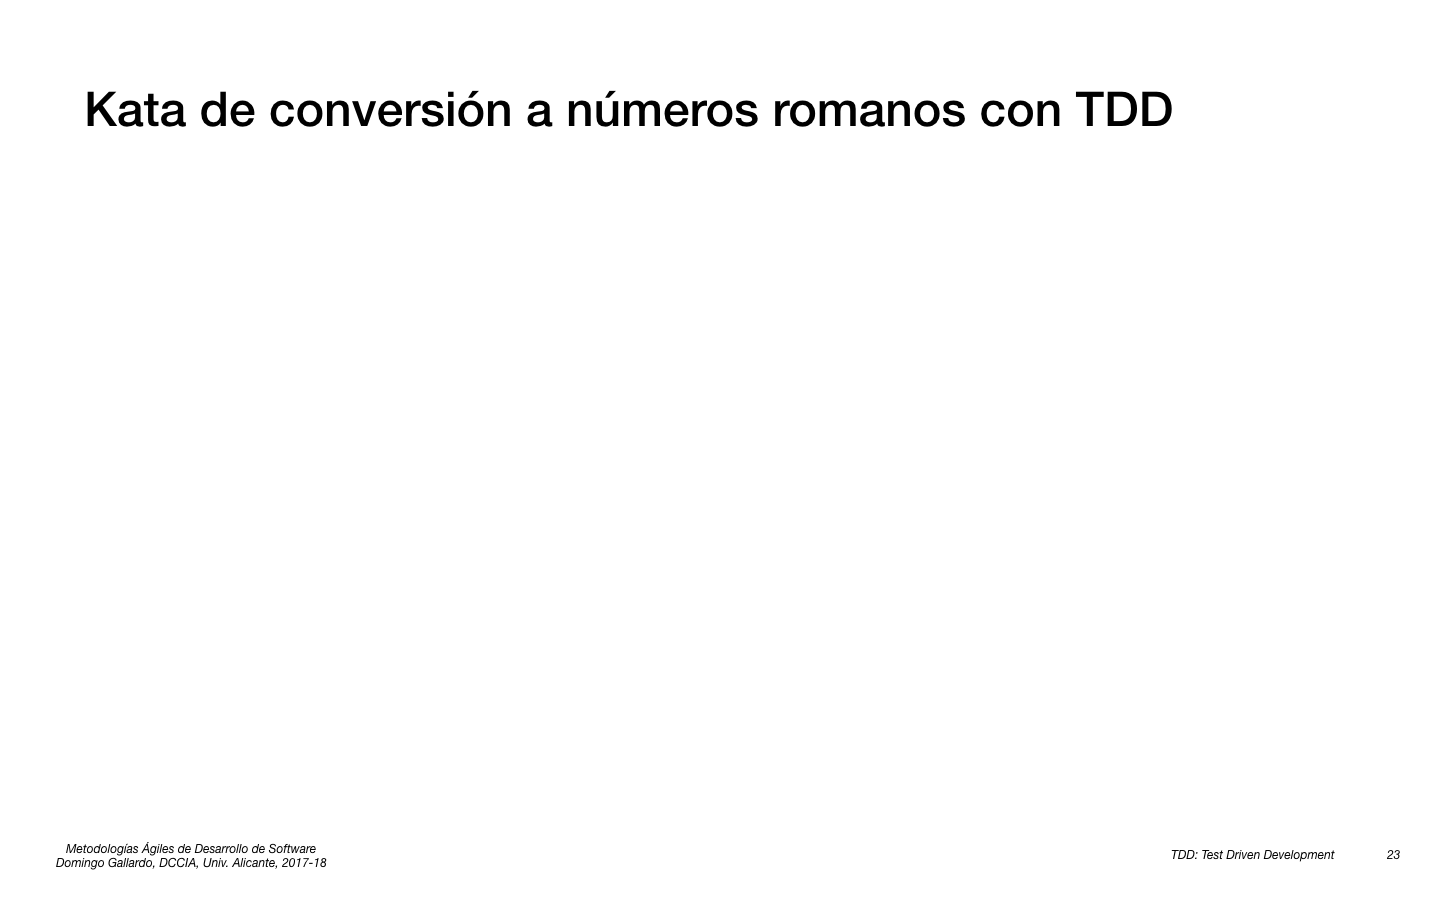 Kata de conversión a números romanos con TDD
Metodologías Ágiles de Desarrollo de Software
Domingo Gallardo, DCCIA, Univ. Alicante, 2017-18
TDD: Test Driven Development
23